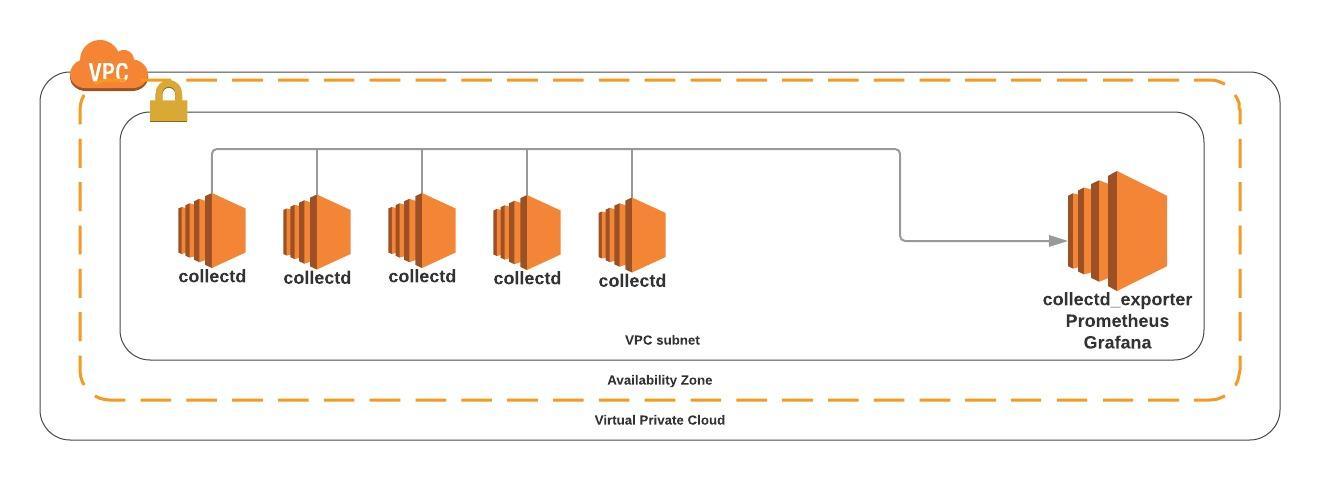 VPC
collectd
collectd
collectd
collectd
collectd
collectd_exporter
Prometheus
Grafana
VPC subnet
Availability Zone
Virtual Private Cloud